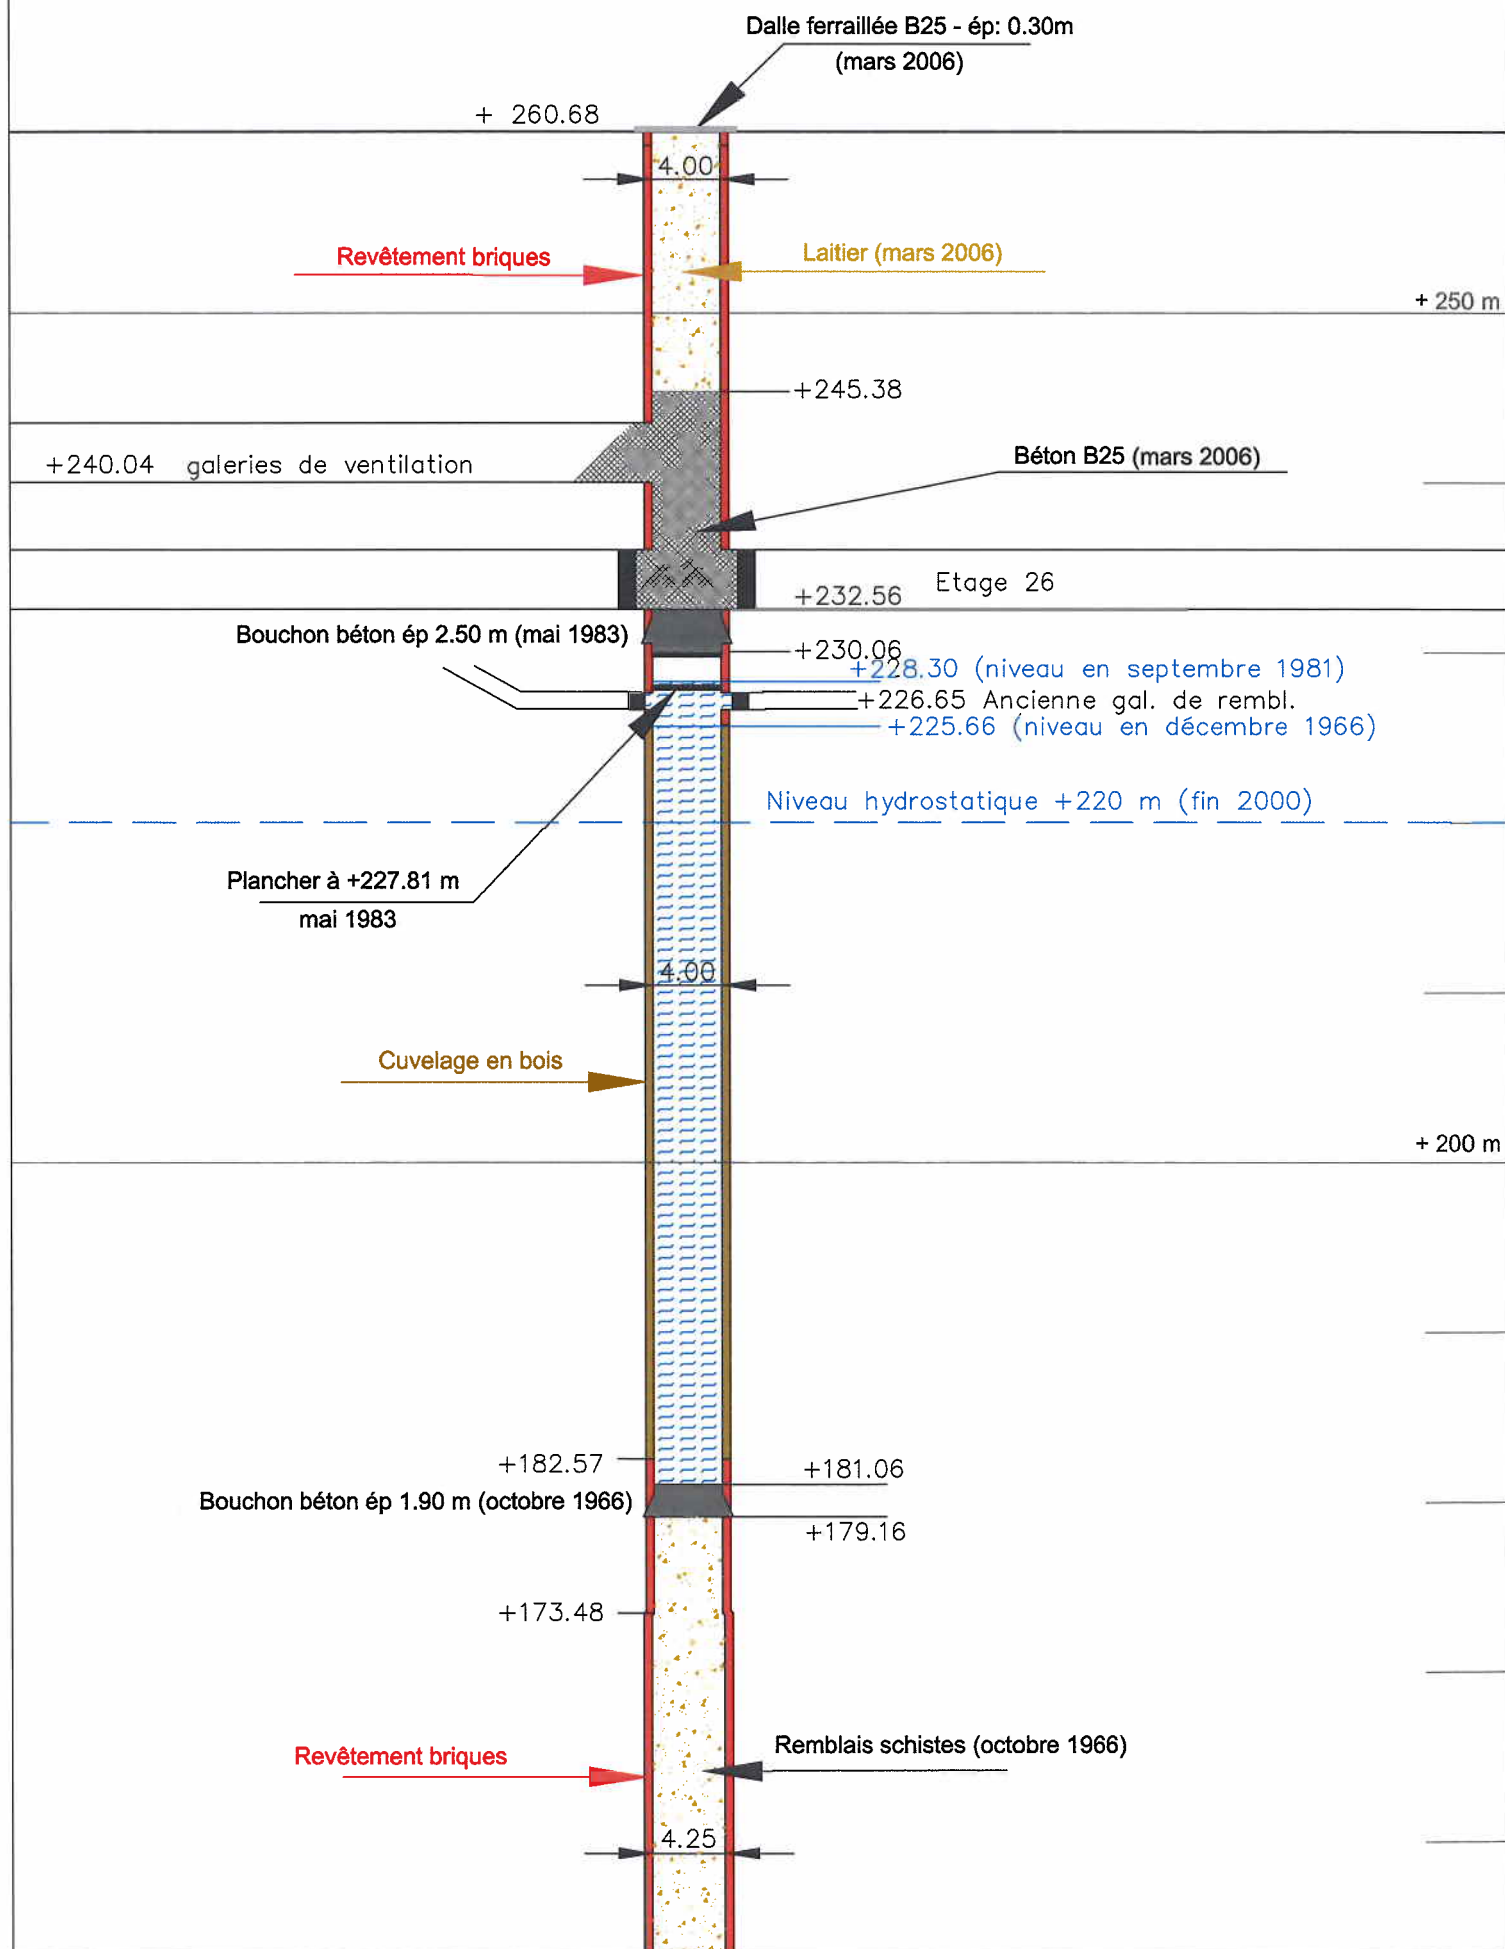 Dalle ferraillée B25 - ép: 0.30m
(mars 2006)
+ 260.68
4.00
Revêtement briques
Laitier (mars 2006)
+ 250 m
+245.38
+240.04 galeries de ventilation
Béton B25 (mars 2006)
Etage 26
+232.56
Bouchon béton ép 2.50 m (mai 1983)
+230.06
+228.30 (niveau en septembre 1981)
+226.65 Ancienne gal. de rembl.
+225.66 (niveau en décembre 1966)
Niveau hydrostatique +220 m (fin 2000)
Plancher à +227.81 m
mai 1983
4.00
Cuvelage en bois
+ 200 m
+182.57
+181.06
Bouchon béton ép 1.90 m (octobre 1966)
+179.16
+173.48
Remblais schistes (octobre 1966)
Revêtement briques
4.25